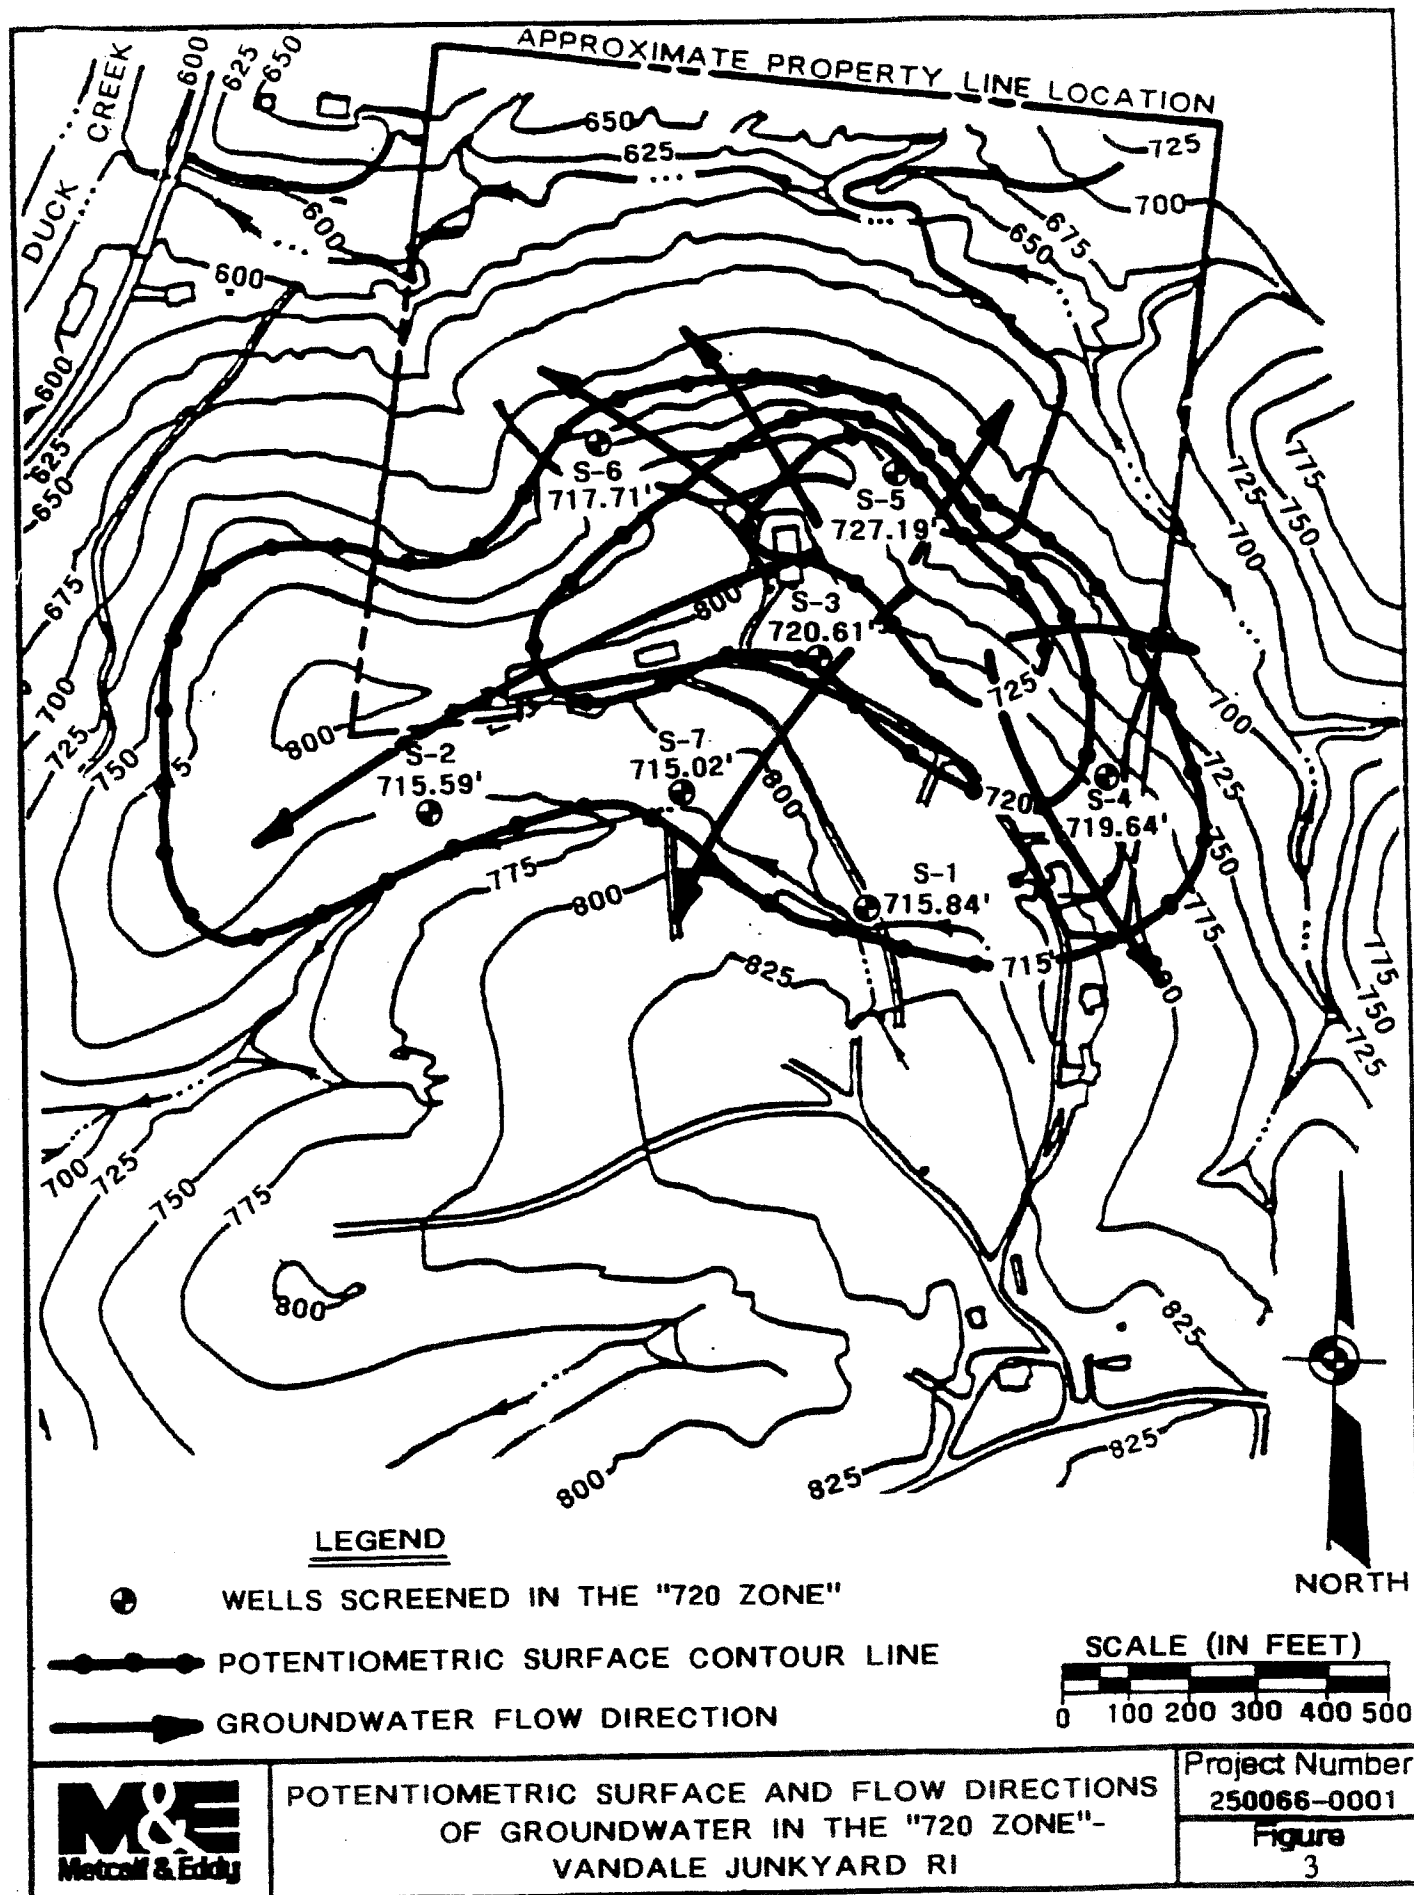 APPROXIMATE PROPERTY LINE LOCATION
DUCK CREEK
600
625
650
650
625
725
700
675
650
600
600
600
625
650
675
700
725
750
775
750
725
700
S-6
717.71'
S-5
727.19'
S-3
720.61'
800
725
800
S-2
715.59'
S-7
715.02'
800
720
S-4
719.64'
700
725
750
775
775
800
S-1
715.84'
715'
825
775
750
725
700
725
750
775
800
825
825
825
800
LEGEND
WELLS SCREENED IN THE "720 ZONE"
POTENTIOMETRIC SURFACE CONTOUR LINE
GROUNDWATER FLOW DIRECTION
NORTH
SCALE (IN FEET)
0 100 200 300 400 500
M&E
Metcalf & Eddy
POTENTIOMETRIC SURFACE AND FLOW DIRECTIONS
OF GROUNDWATER IN THE "720 ZONE"-
VANDALE JUNKYARD RI
Project Number
250066-0001
Figure
3